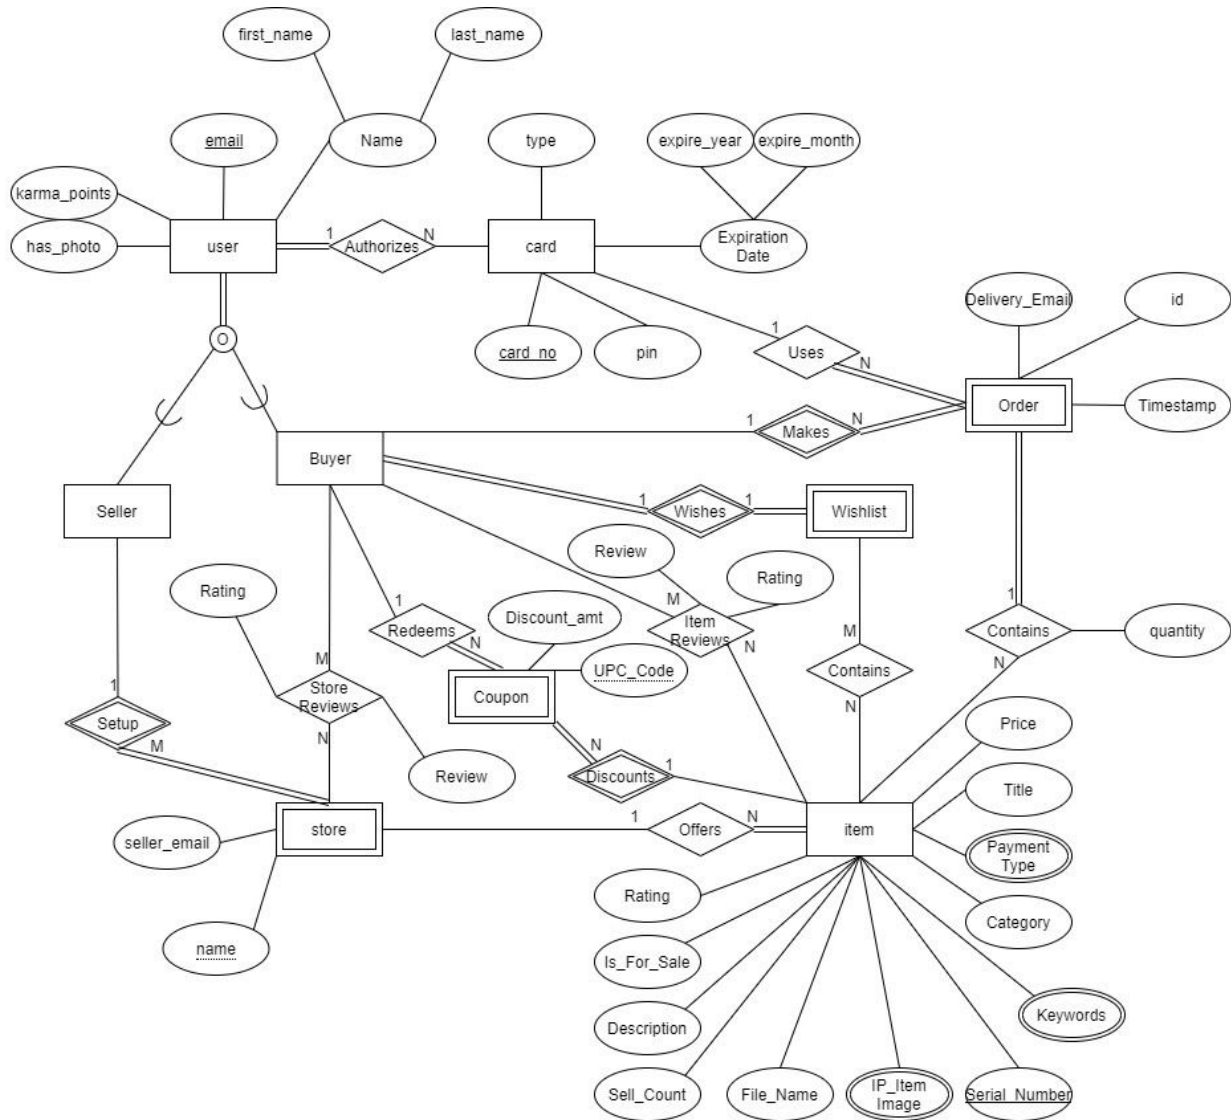 first_name
last_name
email
Name
type
expire_year
expire_month
karma_points
has_photo
user
1
Authorizes
N
card
Expiration
Date
Delivery_Email
id
card_no
pin
1
Uses
N
O
Order
Timestamp
1
Makes
N
Buyer
Seller
1
Wishes
1
Wishlist
Review
Rating
Rating
1
Redeems
N
Discount_amt
M
Item
Reviews
N
M
Contains
N
1
Contains
N
quantity
UPC_Code
Coupon
M
Store
Reviews
N
1
Setup
M
Review
N
Discounts
1
Price
Title
Payment
Type
Category
seller_email
store
1
Offers
N
item
name
Rating
Is_For_Sale
Description
Sell_Count
File_Name
IP_Item
Image
Serial_Number
Keywords